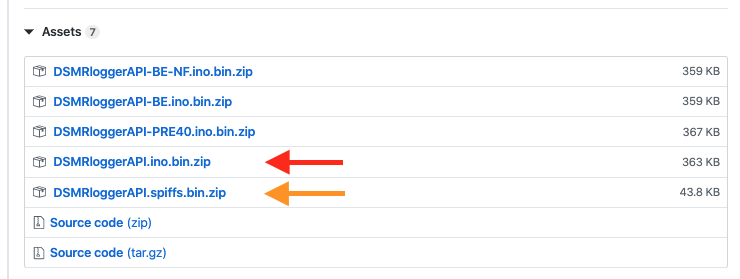 Assets 7
DSMRloggerAPI-BE-NF.ino.bin.zip 359 KB
DSMRloggerAPI-BE.ino.bin.zip 359 KB
DSMRloggerAPI-PRE40.ino.bin.zip 367 KB
DSMRloggerAPI.ino.bin.zip 363 KB
DSMRloggerAPI.spiffs.bin.zip 43.8 KB
Source code (zip)
Source code (tar.gz)